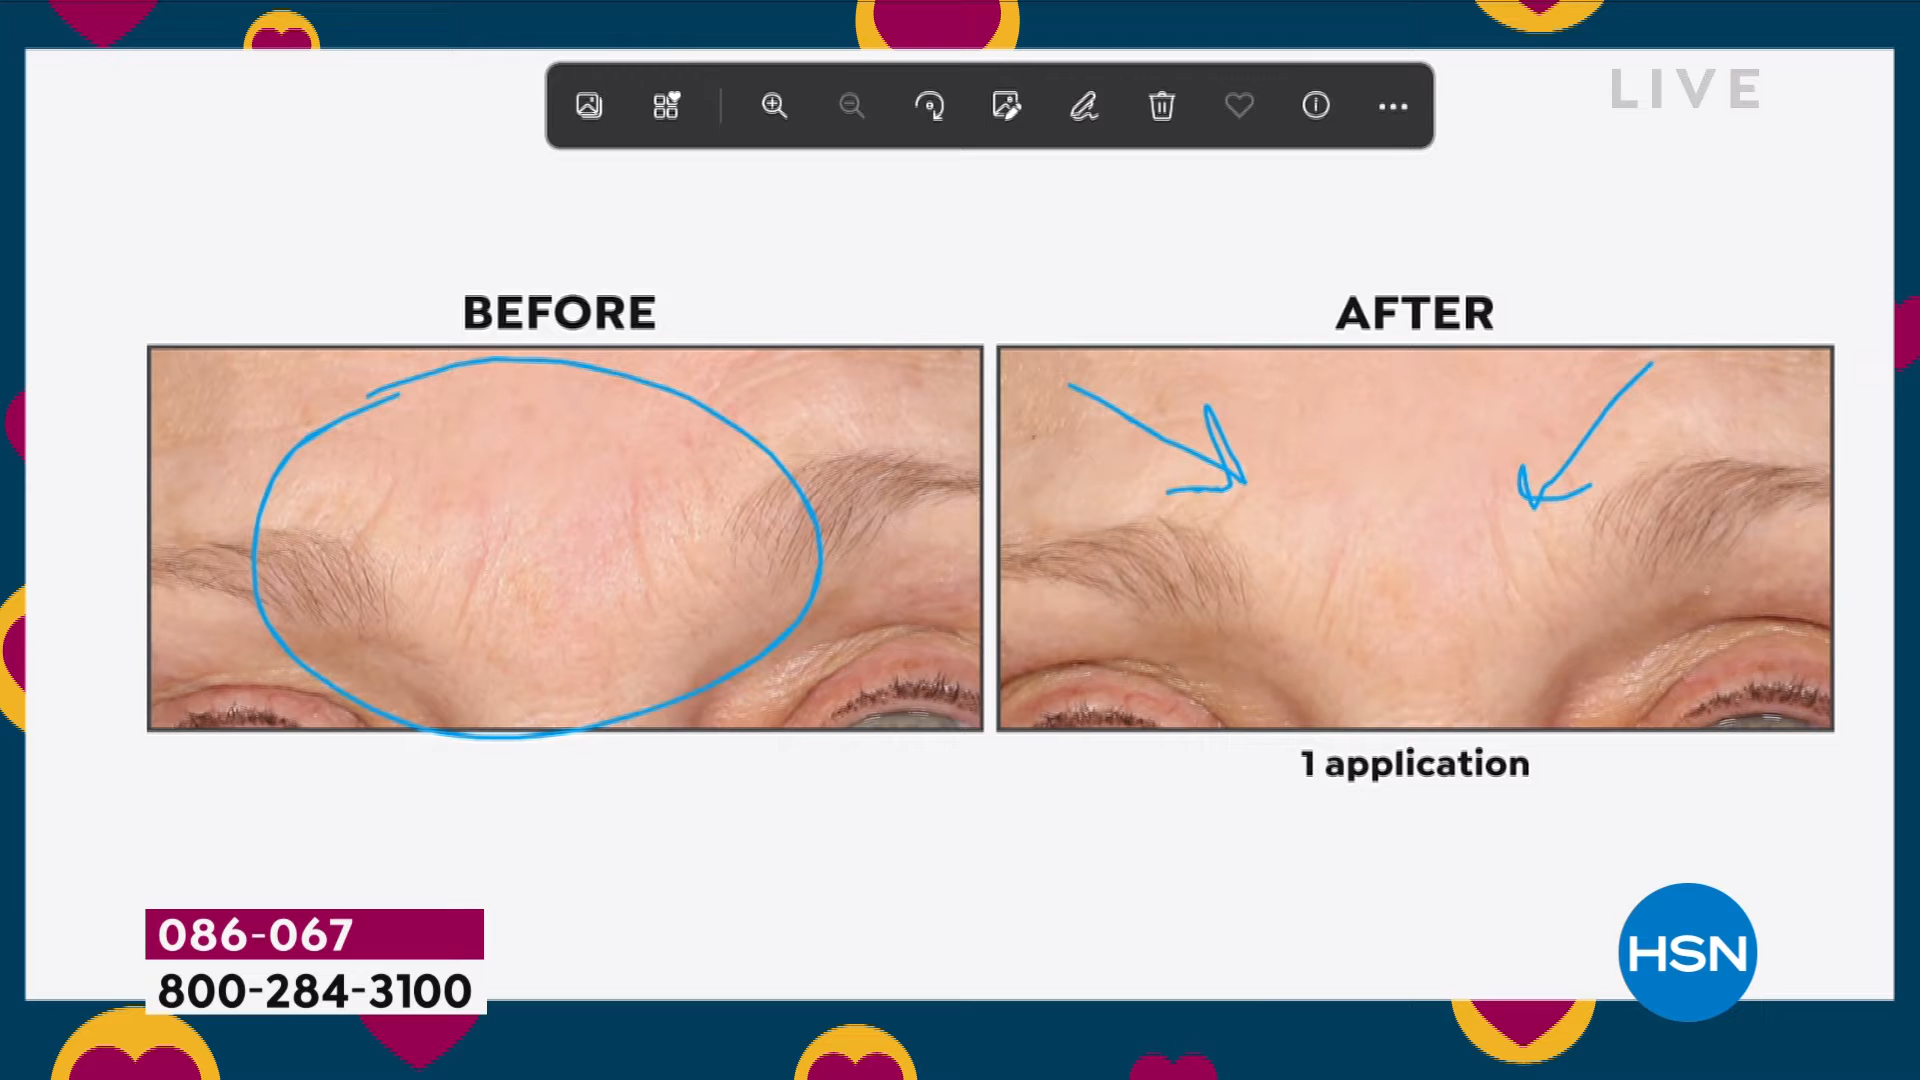 LIVE
BEFORE
AFTER
1 application
086-067
800-284-3100
HSN